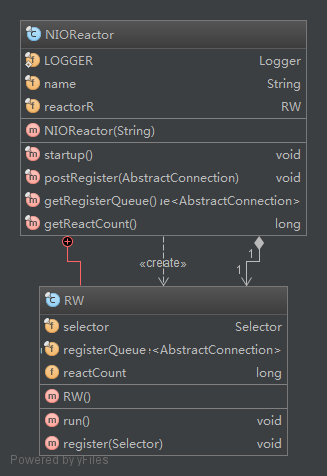 NIOReactor
LOGGER Logger
name String
reactorR RW
NIOReactor(String)
startup() void
postRegister(AbstractConnection) void
getRegisterQueue() ue<AbstractConnection>
getReactCount() long
«create»
1
1
RW
selector Selector
registerQueue e<AbstractConnection>
reactCount long
RW()
run() void
register(Selector) void
Powered by yFiles